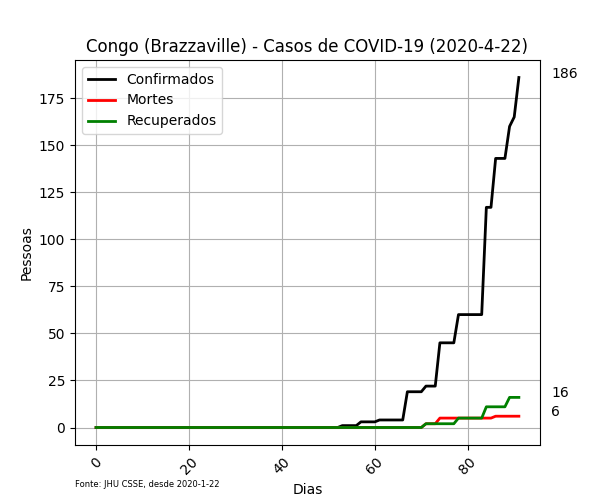 Congo (Brazzaville) - Casos de COVID-19 (2020-4-22)
Confirmados
Mortes
Recuperados
186
175
150
125
100
75
50
25
0
16
6
Pessoas
0 20 40 60 80
Dias
Fonte: JHU CSSE, desde 2020-1-22